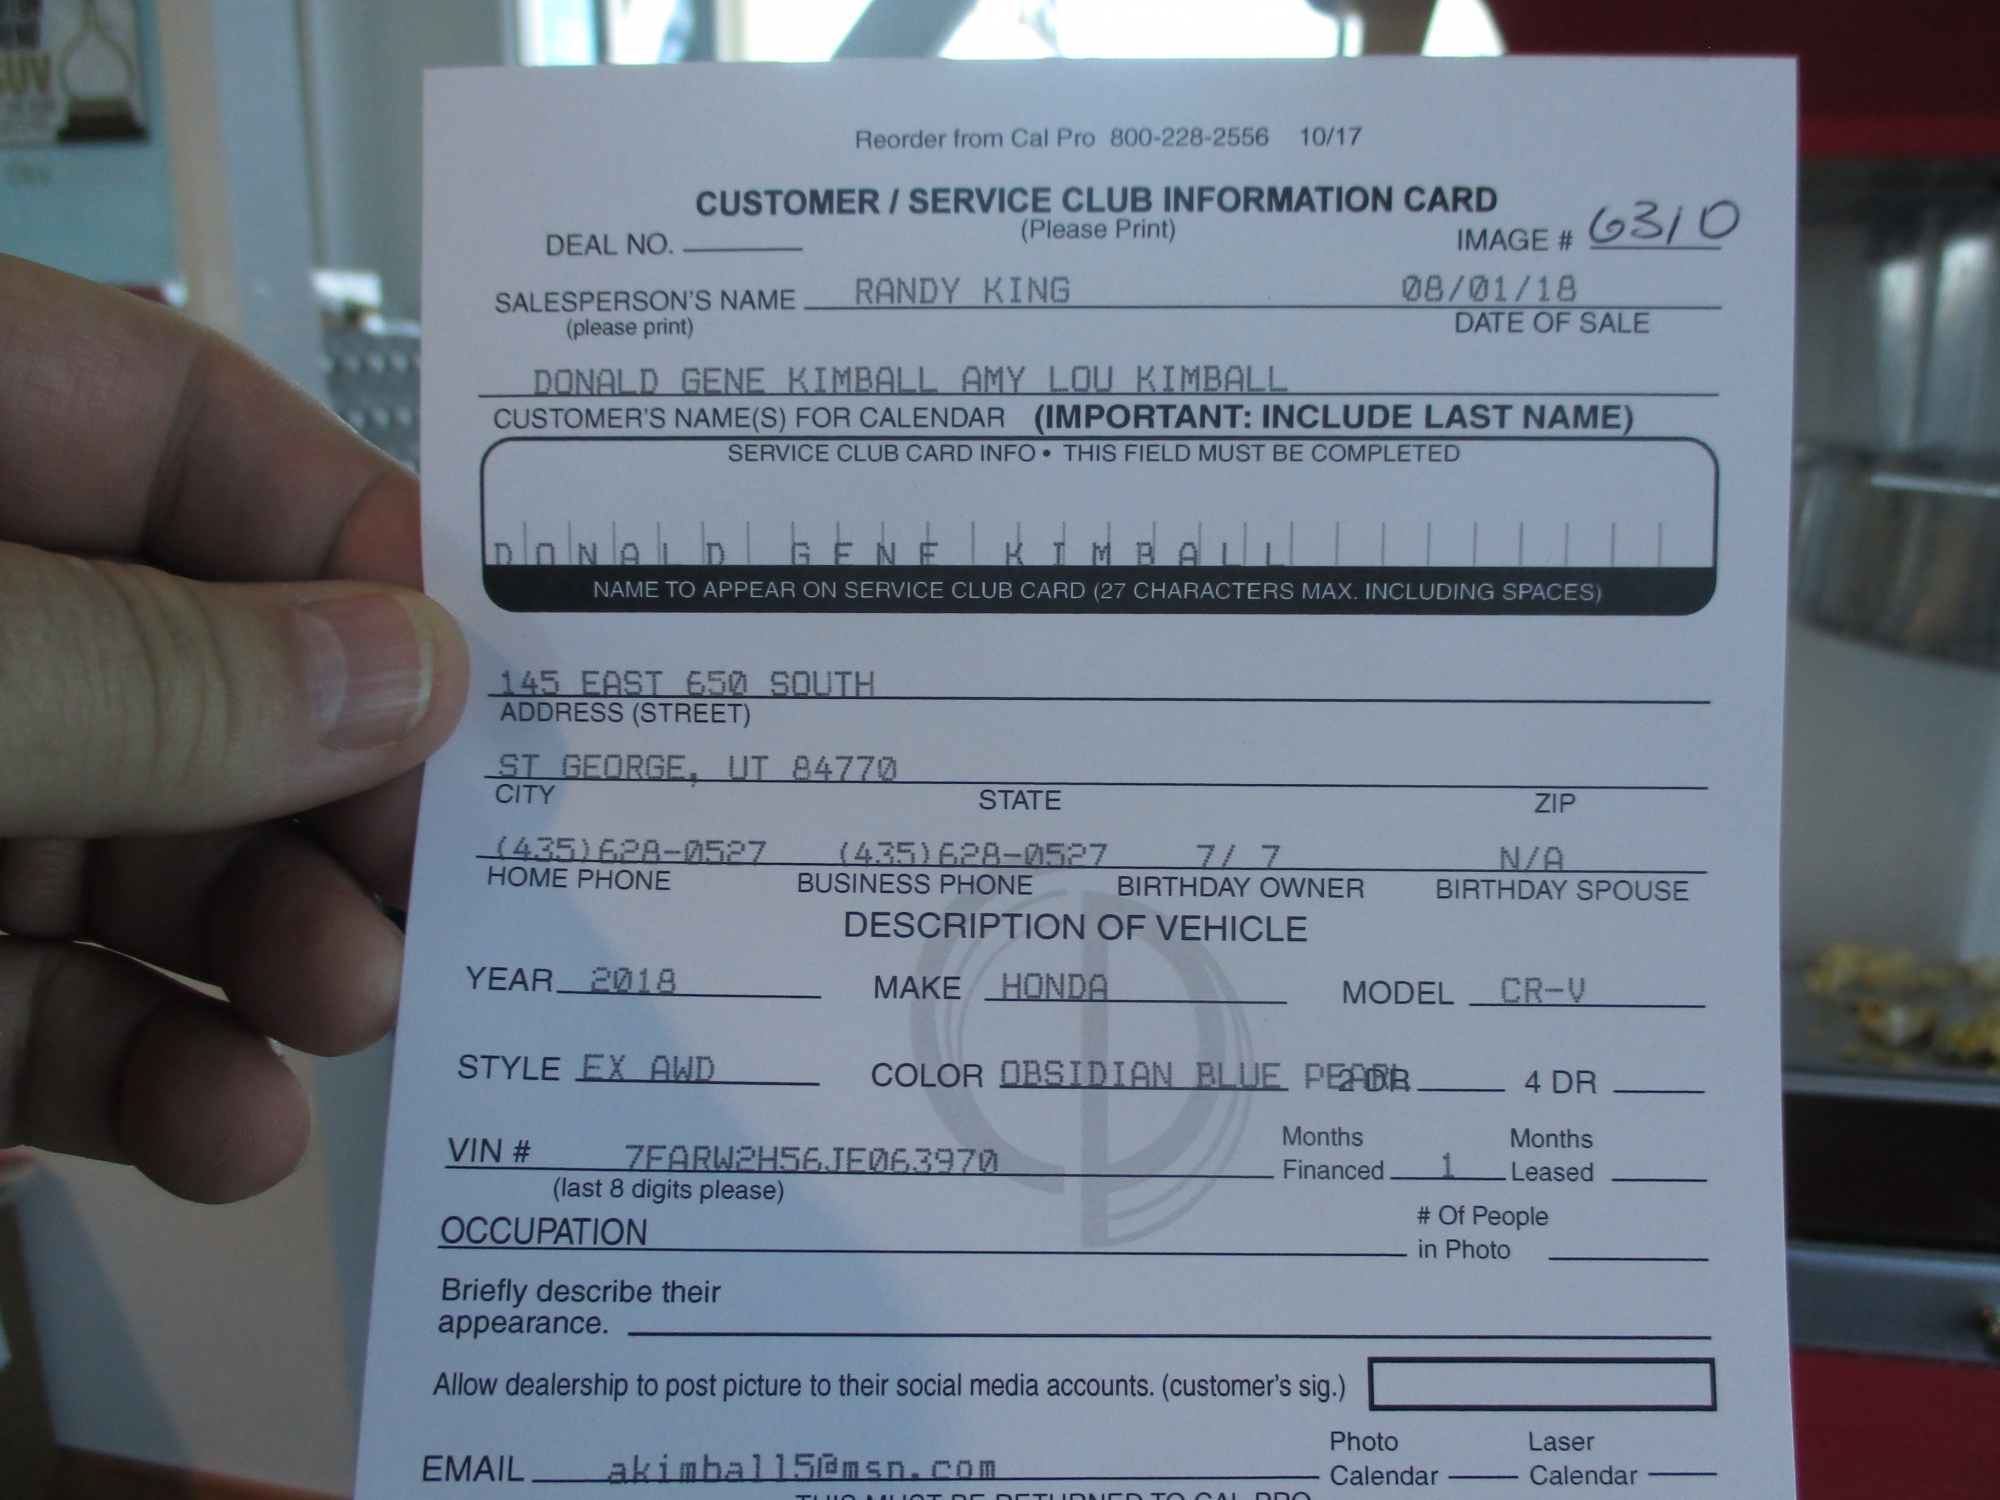 Reorder from Cal Pro 800-228-2556 10/17
CUSTOMER / SERVICE CLUB INFORMATION CARD
(Please Print)
DEAL NO. IMAGE # 6310
SALESPERSON'S NAME RANDY KING 08/01/18
(please print) DATE OF SALE
DONALD GENE KIMBALL AMY LOU KIMBALL
CUSTOMER'S NAME(S) FOR CALENDAR (IMPORTANT: INCLUDE LAST NAME)
SERVICE CLUB CARD INFO • THIS FIELD MUST BE COMPLETED
DONALD GENE KIMBALL
NAME TO APPEAR ON SERVICE CLUB CARD (27 CHARACTERS MAX. INCLUDING SPACES)
145 EAST 650 SOUTH
ADDRESS (STREET)
ST GEORGE, UT 84770
CITY STATE ZIP
(435)628-0527 (435)628-0527 7/ 7 N/A
HOME PHONE BUSINESS PHONE BIRTHDAY OWNER BIRTHDAY SPOUSE
DESCRIPTION OF VEHICLE
YEAR 2018 MAKE HONDA MODEL CR-V
STYLE EX AWD COLOR OBSIDIAN BLUE PEARL 2 DR 4 DR
VIN # 7FARW2H56JE063970 Months Financed 1 Months Leased
(last 8 digits please)
OCCUPATION # Of People in Photo
Briefly describe their
appearance.
Allow dealership to post picture to their social media accounts. (customer's sig.)
EMAIL akimball5@msn.com Photo Calendar Laser Calendar
THIS MUST BE RETURNED TO CAL PRO